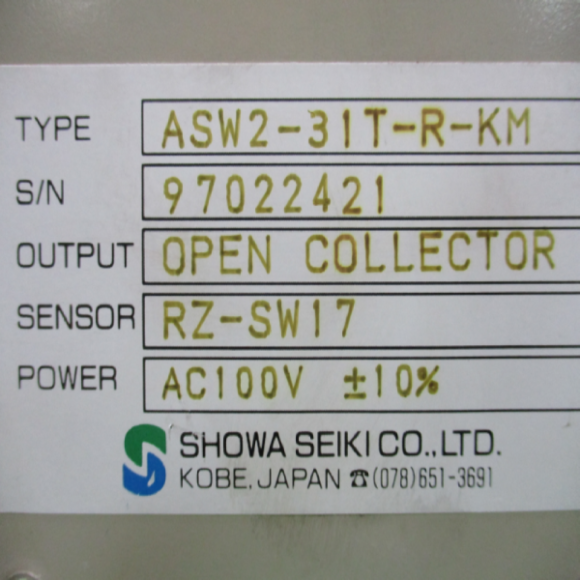 TYPE ASW2-31T-R-KM
S/N 97022421
OUTPUT OPEN COLLECTOR
SENSOR RZ-SW17
POWER AC100V ±10%
SHOWA SEIKI CO.,LTD.
KOBE, JAPAN ☎(078)651-3691